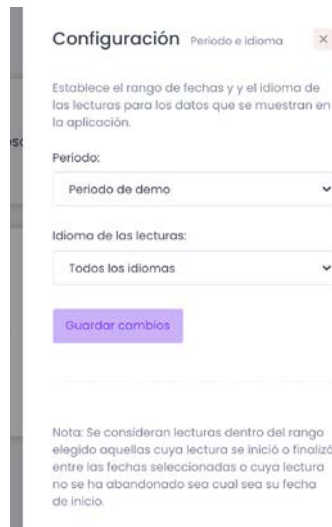 Configuración Periodo e idioma ×
Establece el rango de fechas y y el idioma de
las lecturas para los datos que se muestran en
la aplicación.
Periodo:
Periodo de demo
Idioma de las lecturas:
Todos los idiomas
Guardar cambios
Nota: Se consideran lecturas dentro del rango
elegido aquellas cuya lectura se inició o finalizó
entre las fechas seleccionadas o cuya lectura
no se ha abandonado sea cual sea su fecha
de inicio.